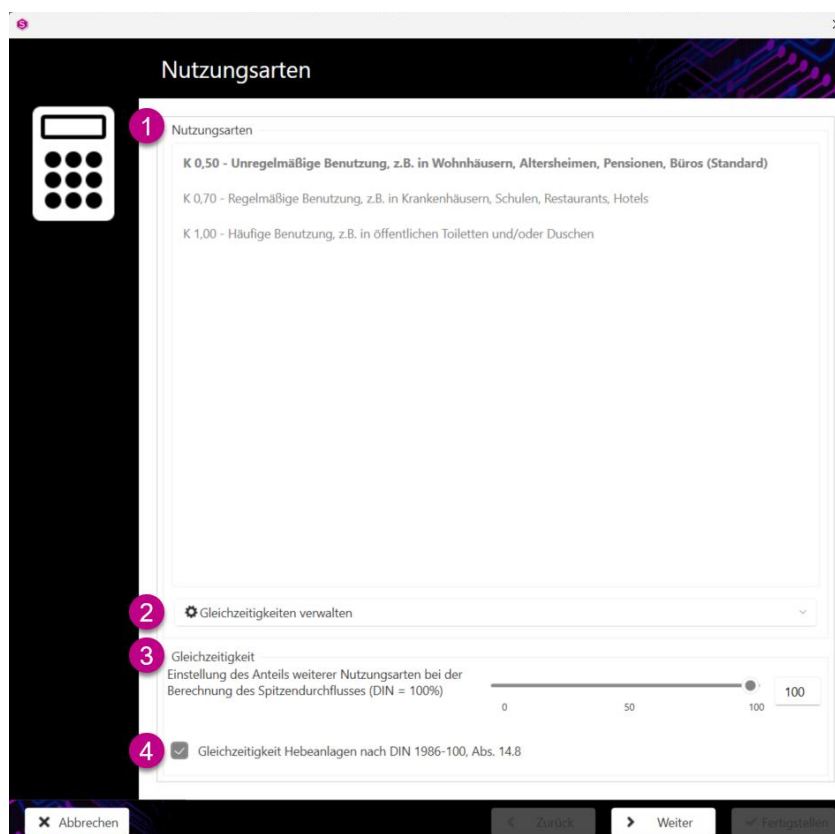 Nutzungsarten
1
Nutzungsarten
K 0,50 - Unregelmäßige Benutzung, z.B. in Wohnhäusern, Altersheimen, Pensionen, Büros (Standard)
K 0,70 - Regelmäßige Benutzung, z.B. in Krankenhäusern, Schulen, Restaurants, Hotels
K 1,00 - Häufige Benutzung, z.B. in öffentlichen Toiletten und/oder Duschen
2
Gleichzeitigkeiten verwalten
3
Gleichzeitigkeit
Einstellung des Anteils weiterer Nutzungsarten bei der
Berechnung des Spitzendurchflusses (DIN = 100%)
0 50 100
100
4
Gleichzeitigkeit Hebeanlagen nach DIN 1986-100, Abs. 14.8
Abbrechen Zurück Weiter Fertigstellen